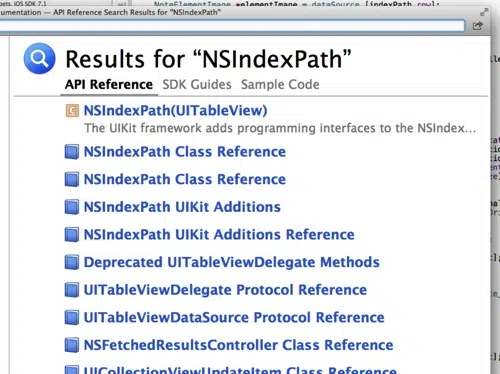 iOS SDK 7.1
NoteElementImage *elementImage = dataSource [indexPath row];
umentation — API Reference Search Results for "NSIndexPath"
Results for “NSIndexPath”
API Reference SDK Guides Sample Code
C NSIndexPath(UITableView)
The UIKit framework adds programming interfaces to the NSIndex...
NSIndexPath Class Reference
NSIndexPath Class Reference
NSIndexPath UIKit Additions
NSIndexPath UIKit Additions Reference
Deprecated UITableViewDelegate Methods
UITableViewDelegate Protocol Reference
UITableViewDataSource Protocol Reference
NSFetchedResultsController Class Reference
UICollectionViewUpdateItem Class Reference